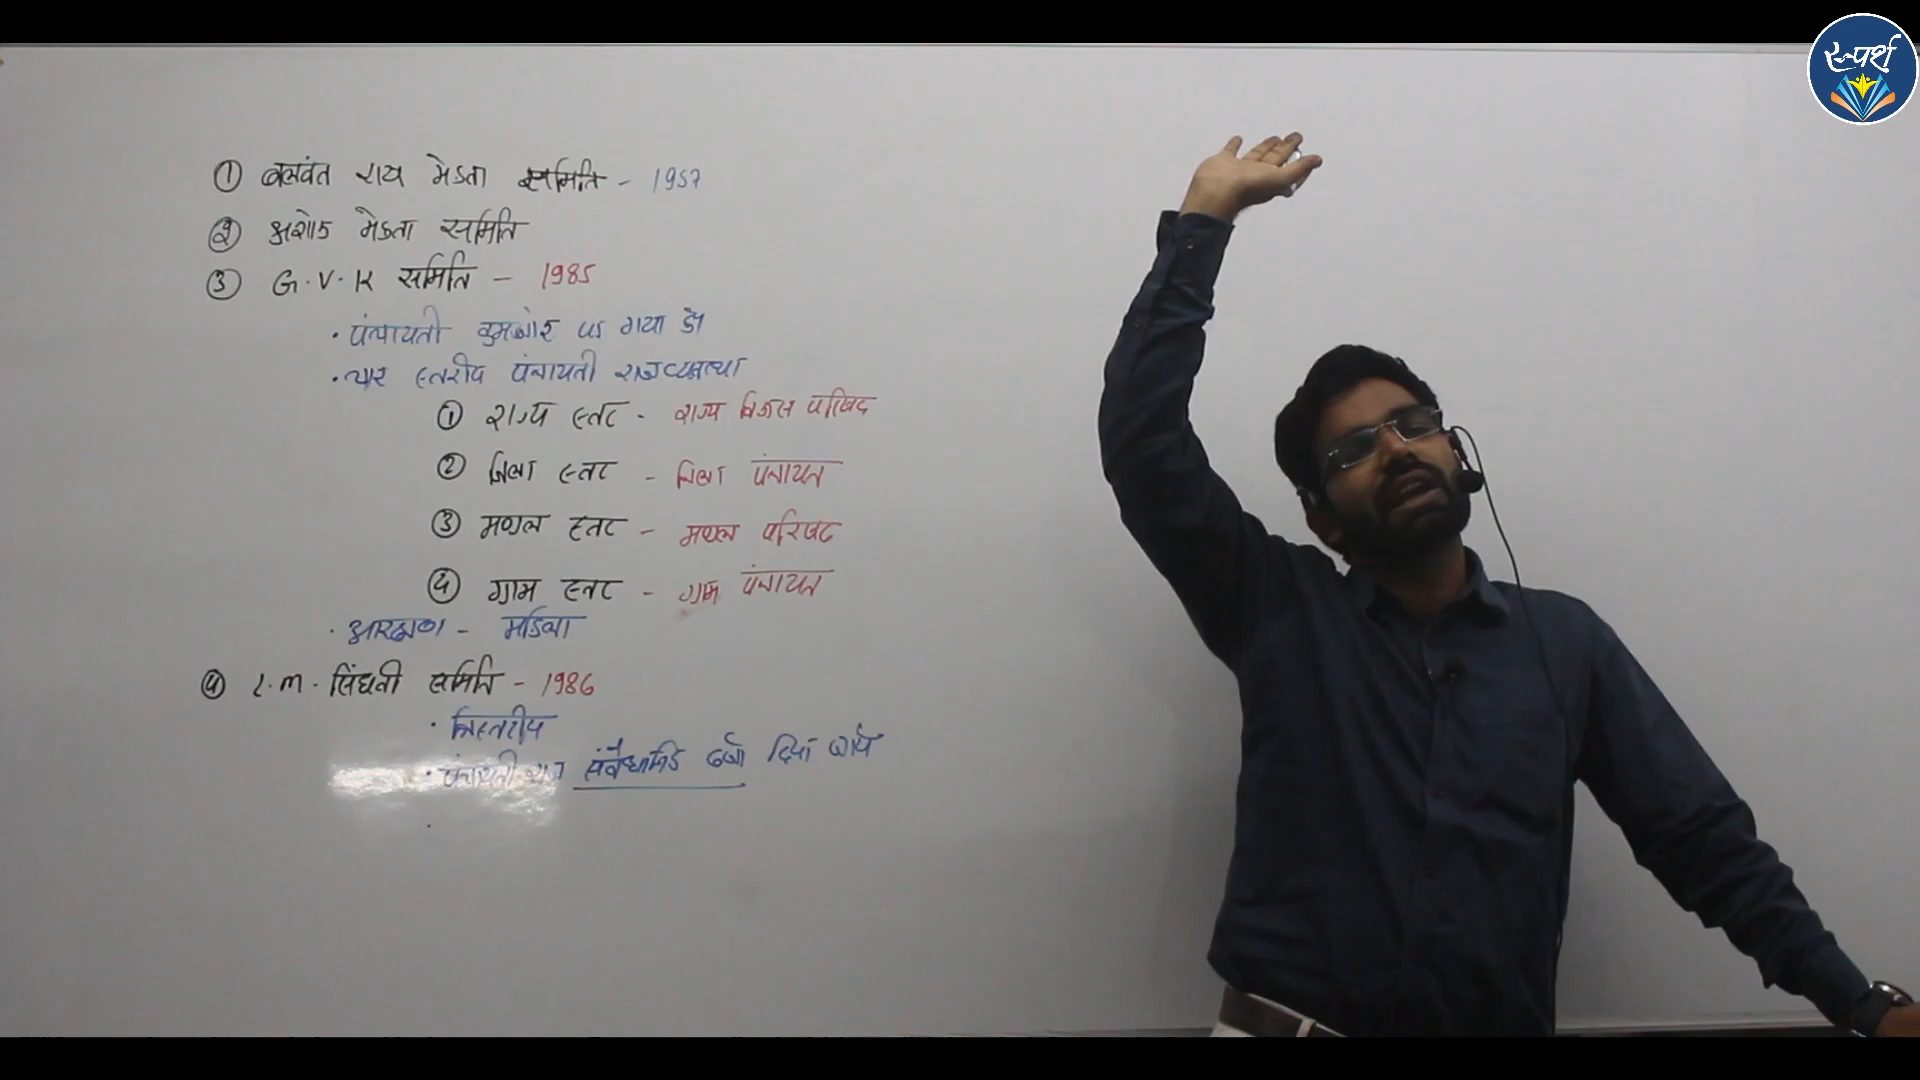 स्पर्श
① बलवंत राय मेहता समिति - 1957
② अशोक मेहता समिति
③ G.V.K समिति - 1985
· पंचायती कमजोर पड गया है
· चार स्तरीय पंचायती राजव्यवस्था
① राज्य स्तर - राज्य विकास परिषद
② जिला स्तर - जिला पंचायत
③ मण्डल स्तर - मण्डल परिषद
④ ग्राम स्तर - ग्राम पंचायत
· आरक्षण - महिला
④ L.M. सिंघवी समिति - 1986
· त्रिस्तरीय
· पंचायती राज संवैधानिक दर्जा दिया जाये